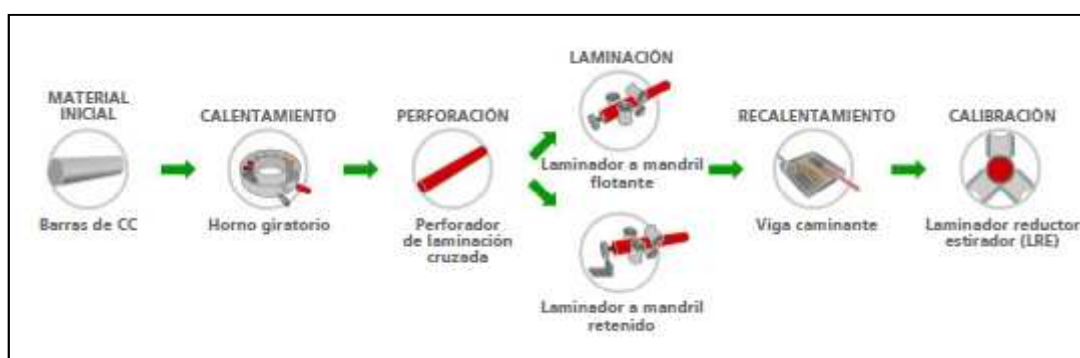 MATERIAL
INICIAL
Barras de CC
CALENTAMIENTO
Horno giratorio
PERFORACIÓN
Perforador
de laminación
cruzada
LAMINACIÓN
Laminador a mandril
flotante
Laminador a mandril
retenido
RECALENTAMIENTO
Viga caminante
CALIBRACIÓN
Laminador reductor
estirador (LRE)